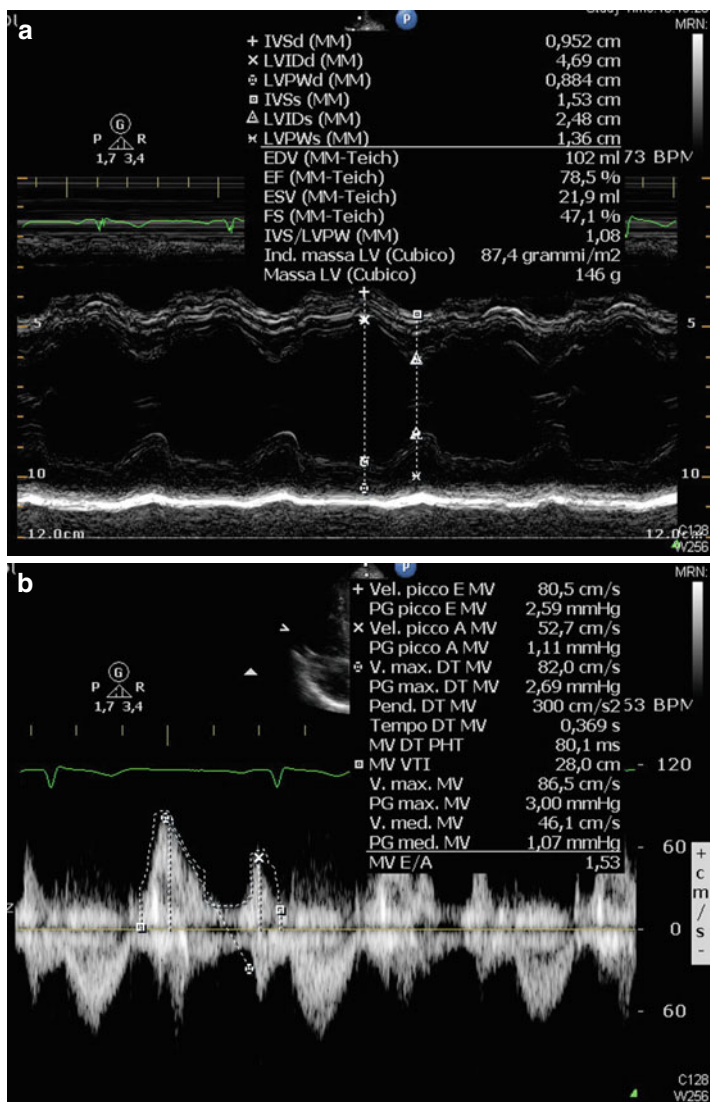 a
MRN:
+ IVSd (MM) 0,952 cm
× LVIDd (MM) 4,69 cm
LVPWd (MM) 0,884 cm
IVSs (MM) 1,53 cm
LVIDs (MM) 2,48 cm
LVPWs (MM) 1,36 cm
EDV (MM-Teich) 102 ml
73 BPM
EF (MM-Teich) 78,5 %
ESV (MM-Teich) 21,9 ml
FS (MM-Teich) 47,1 %
IVS/LVPW (MM) 1,08
Ind. massa LV (Cubico) 87,4 grammi/m2
Massa LV (Cubico) 146 g
P
G
P R
1,7 3,4
5
5
10
10
12.0cm
12.0cm
C128
W256
b
MRN:
P
+ Vel. picco E MV 80,5 cm/s
PG picco E MV 2,59 mmHg
× Vel. picco A MV 52,7 cm/s
PG picco A MV 1,11 mmHg
V. max. DT MV 82,0 cm/s
PG max. DT MV 2,69 mmHg
Pend. DT MV 300 cm/s2
53 BPM
Tempo DT MV 0,369 s
MV DT PHT 80,1 ms
MV VTI 28,0 cm
V. max. MV 86,5 cm/s
PG max. MV 3,00 mmHg
V. med. MV 46,1 cm/s
PG med. MV 1,07 mmHg
MV E/A 1,53
G
P R
1,7 3,4
- 120
60
+cm/s-
0
60
C128
W256